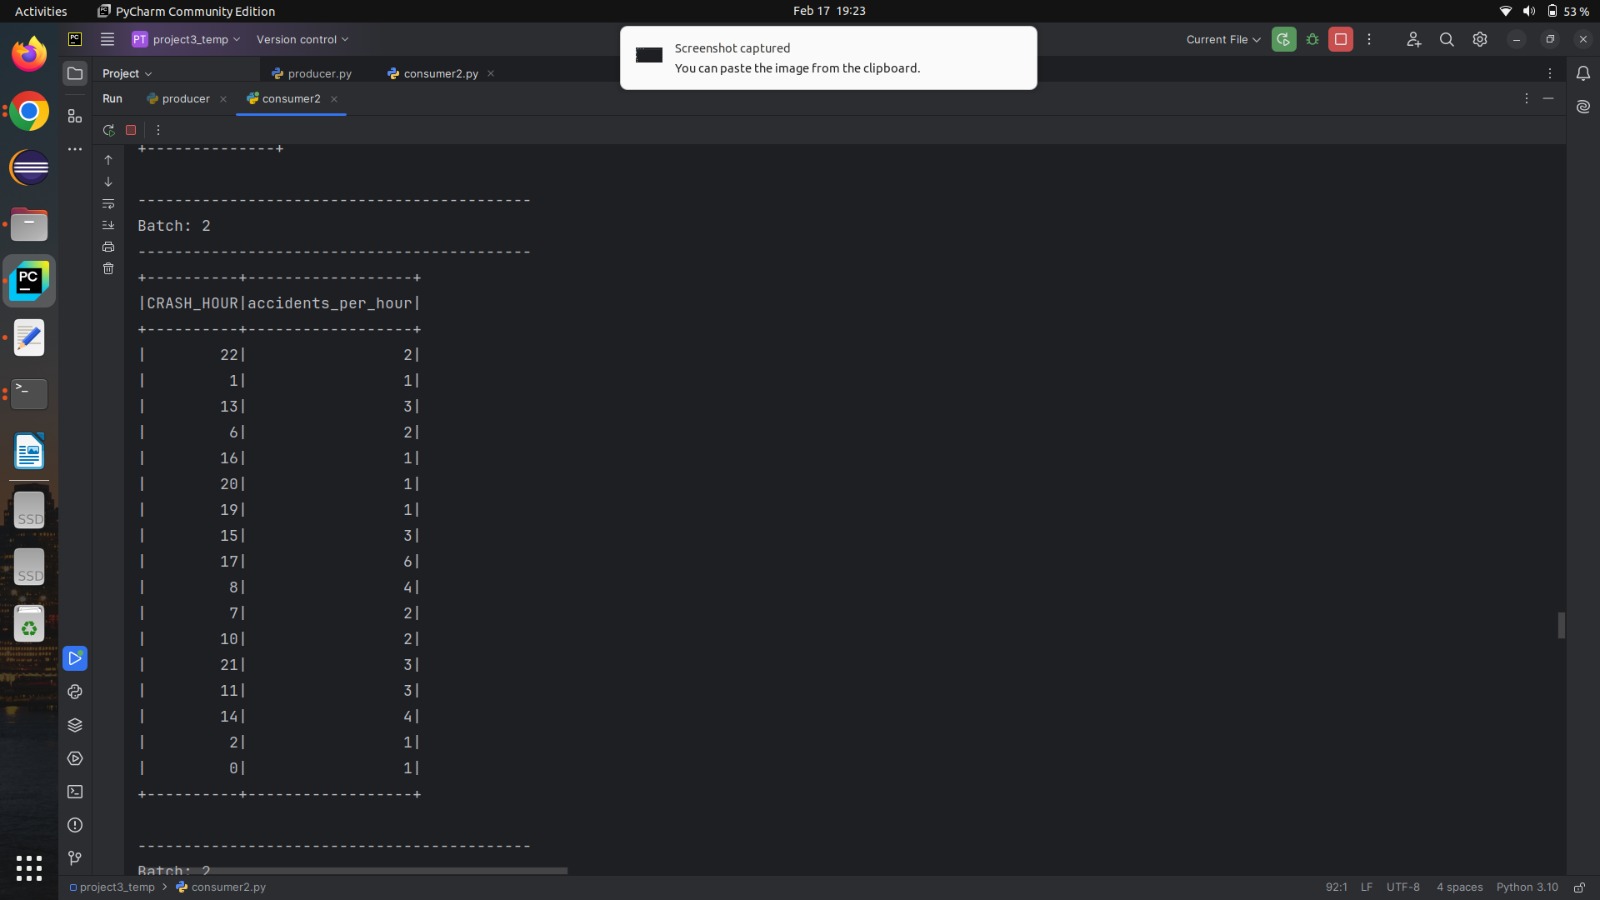 Activities PyCharm Community Edition Feb 17 19:23 53 %
PC PT project3_temp Version control Current File
Screenshot captured
You can paste the image from the clipboard.
Project producer.py consumer2.py
Run producer consumer2
+--------------+
-------------------------------------------
Batch: 2
-------------------------------------------
+----------+------------------+
|CRASH_HOUR|accidents_per_hour|
+----------+------------------+
| 22| 2|
| 1| 1|
| 13| 3|
| 6| 2|
| 16| 1|
| 20| 1|
| 19| 1|
| 15| 3|
| 17| 6|
| 8| 4|
| 7| 2|
| 10| 2|
| 21| 3|
| 11| 3|
| 14| 4|
| 2| 1|
| 0| 1|
+----------+------------------+
-------------------------------------------
Batch: 2
PC
>_
SSD
SSD
project3_temp > consumer2.py 92:1 LF UTF-8 4 spaces Python 3.10